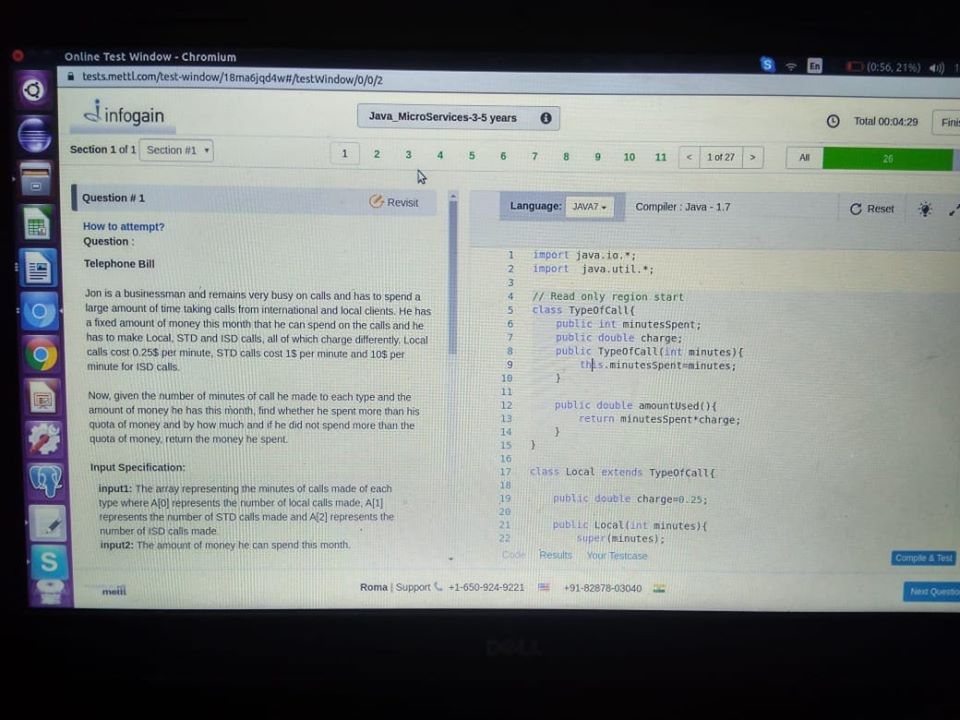 Online Test Window - Chromium
En
(0:56, 21%)
tests.mettl.com/test-window/18ma6jqd4w#/testWindow/0/0/2
infogain
Java_MicroServices-3-5 years
Total 00:04:29
Fini
Section 1 of 1 Section #1
1 2 3 4 5 6 7 8 9 10 11 < 1 of 27 > All 26
Question # 1
Revisit
Language: JAVA7 Compiler : Java - 1.7 Reset
How to attempt?
Question :
Telephone Bill
Jon is a businessman and remains very busy on calls and has to spend a
large amount of time taking calls from international and local clients. He has
a fixed amount of money this month that he can spend on the calls and he
has to make Local, STD and ISD calls, all of which charge differently. Local
calls cost 0.25$ per minute, STD calls cost 1$ per minute and 10$ per
minute for ISD calls.
Now, given the number of minutes of call he made to each type and the
amount of money he has this month, find whether he spent more than his
quota of money and by how much and if he did not spend more than the
quota of money, return the money he spent.
Input Specification:
input1: The array representing the minutes of calls made of each
type where A[0] represents the number of local calls made, A[1]
represents the number of STD calls made and A[2] represents the
number of ISD calls made.
input2: The amount of money he can spend this month.
1 import java.io.*;
2 import java.util.*;
3
4 // Read only region start
5 class TypeOfCall{
6 public int minutesSpent;
7 public double charge;
8 public TypeOfCall(int minutes){
9 this.minutesSpent=minutes;
10 }
11
12 public double amountUsed(){
13 return minutesSpent*charge;
14 }
15 }
16
17 class Local extends TypeOfCall{
18
19 public double charge=0.25;
20
21 public Local(int minutes){
22 super(minutes);
Code Results Your Testcase
Compile & Test
mettl
Roma | Support +1-650-924-9221 +91-82878-03040
Next Questio
DELL